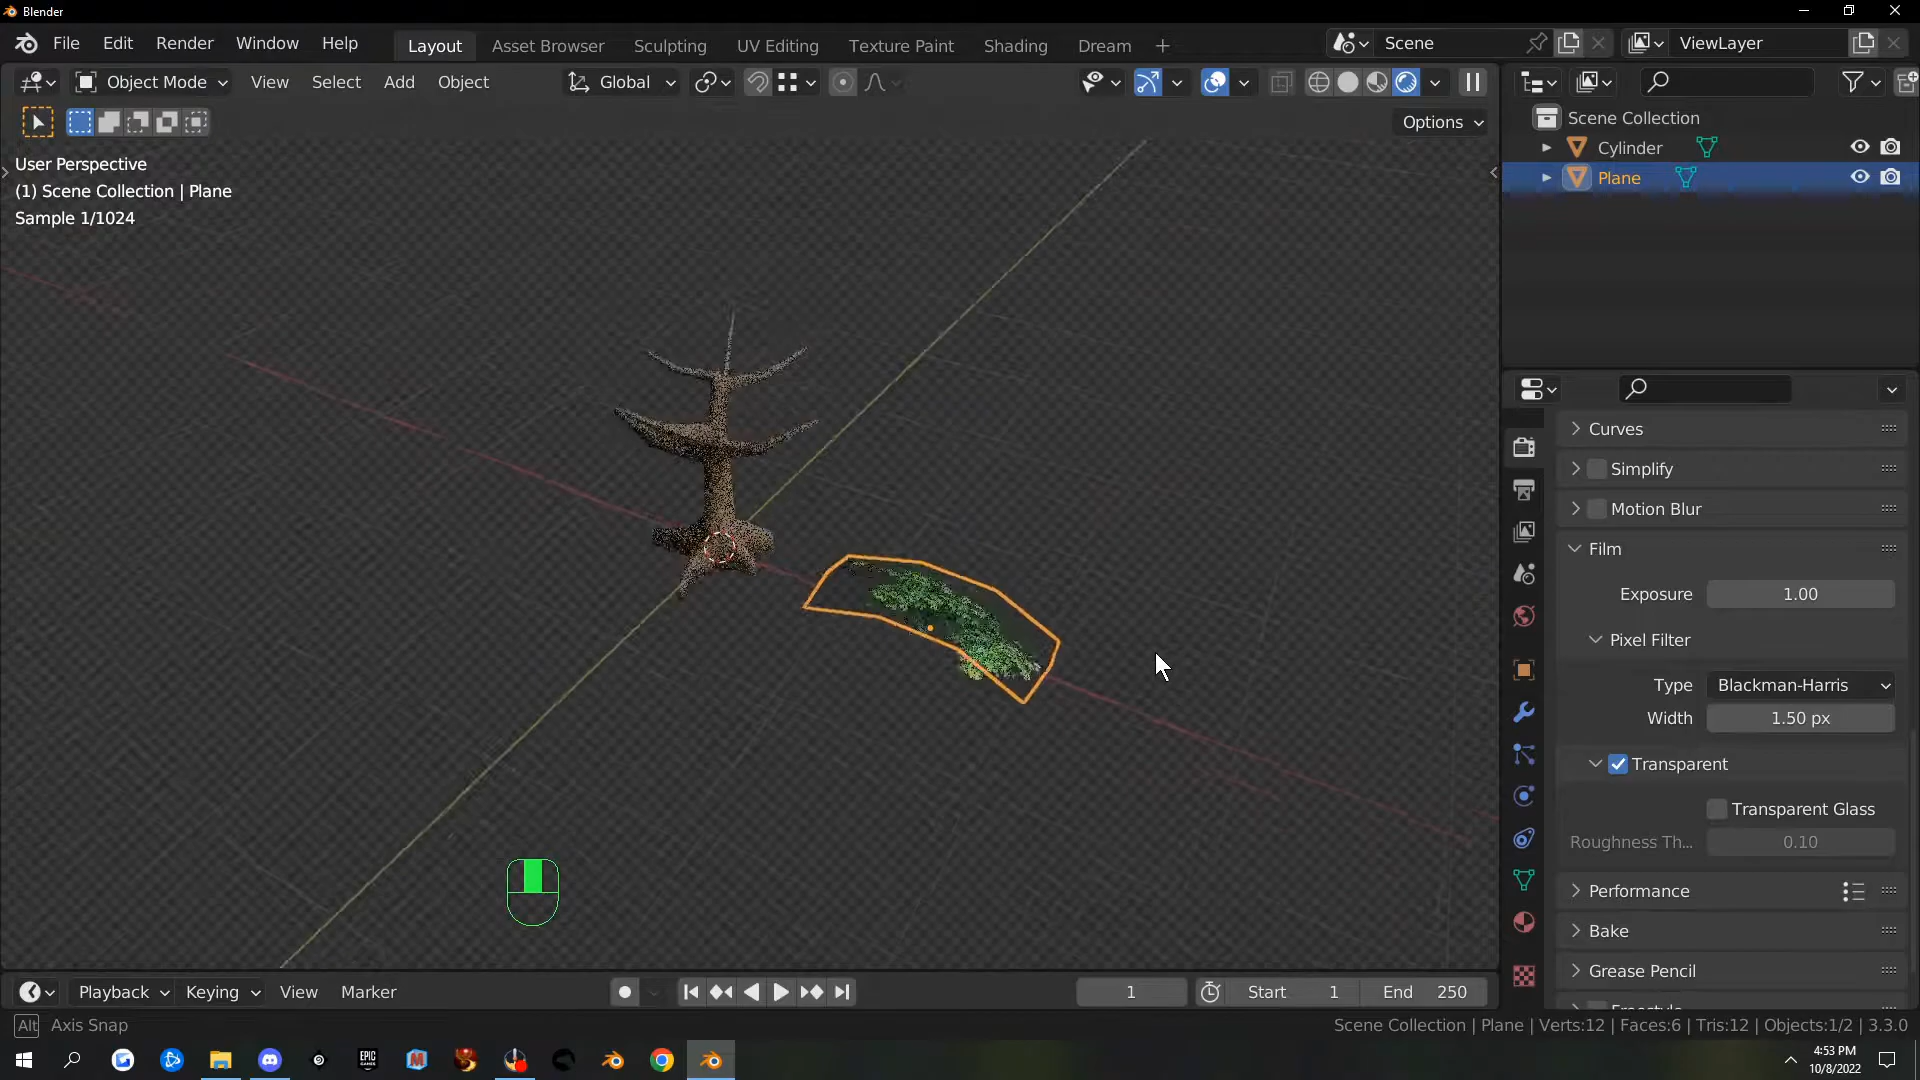 Blender
File Edit Render Window Help Layout Asset Browser Sculpting UV Editing Texture Paint Shading Dream Scene ViewLayer
Object Mode View Select Add Object Global
Options
User Perspective
(1) Scene Collection | Plane
Sample 1/1024
Scene Collection
Cylinder
Plane
Curves
Simplify
Motion Blur
Film
Exposure 1.00
Pixel Filter
Type Blackman-Harris
Width 1.50 px
Transparent
Transparent Glass
Roughness Th... 0.10
Performance
Bake
Grease Pencil
Playback Keying View Marker 1 Start 1 End 250
Alt Axis Snap Scene Collection | Plane | Verts:12 | Faces:6 | Tris:12 | Objects:1/2 | 3.3.0
EPIC GAMES
4:53 PM
10/8/2022